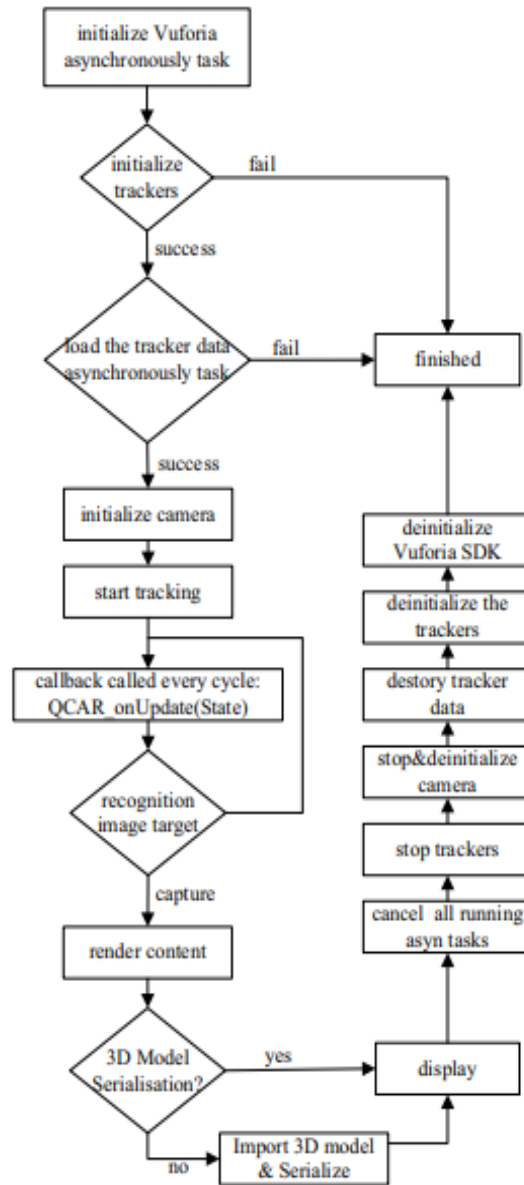 initialize Vuforia
asynchronously task
initialize
trackers
fail
success
load the tracker data
asynchronously task
fail
finished
success
initialize camera
start tracking
callback called every cycle:
QCAR_onUpdate(State)
recognition
image target
capture
render content
3D Model
Serialisation?
yes
no
Import 3D model
& Serialize
display
cancel all running
asyn tasks
stop trackers
stop&deinitialize
camera
destory tracker
data
deinitialize the
trackers
deinitialize
Vuforia SDK